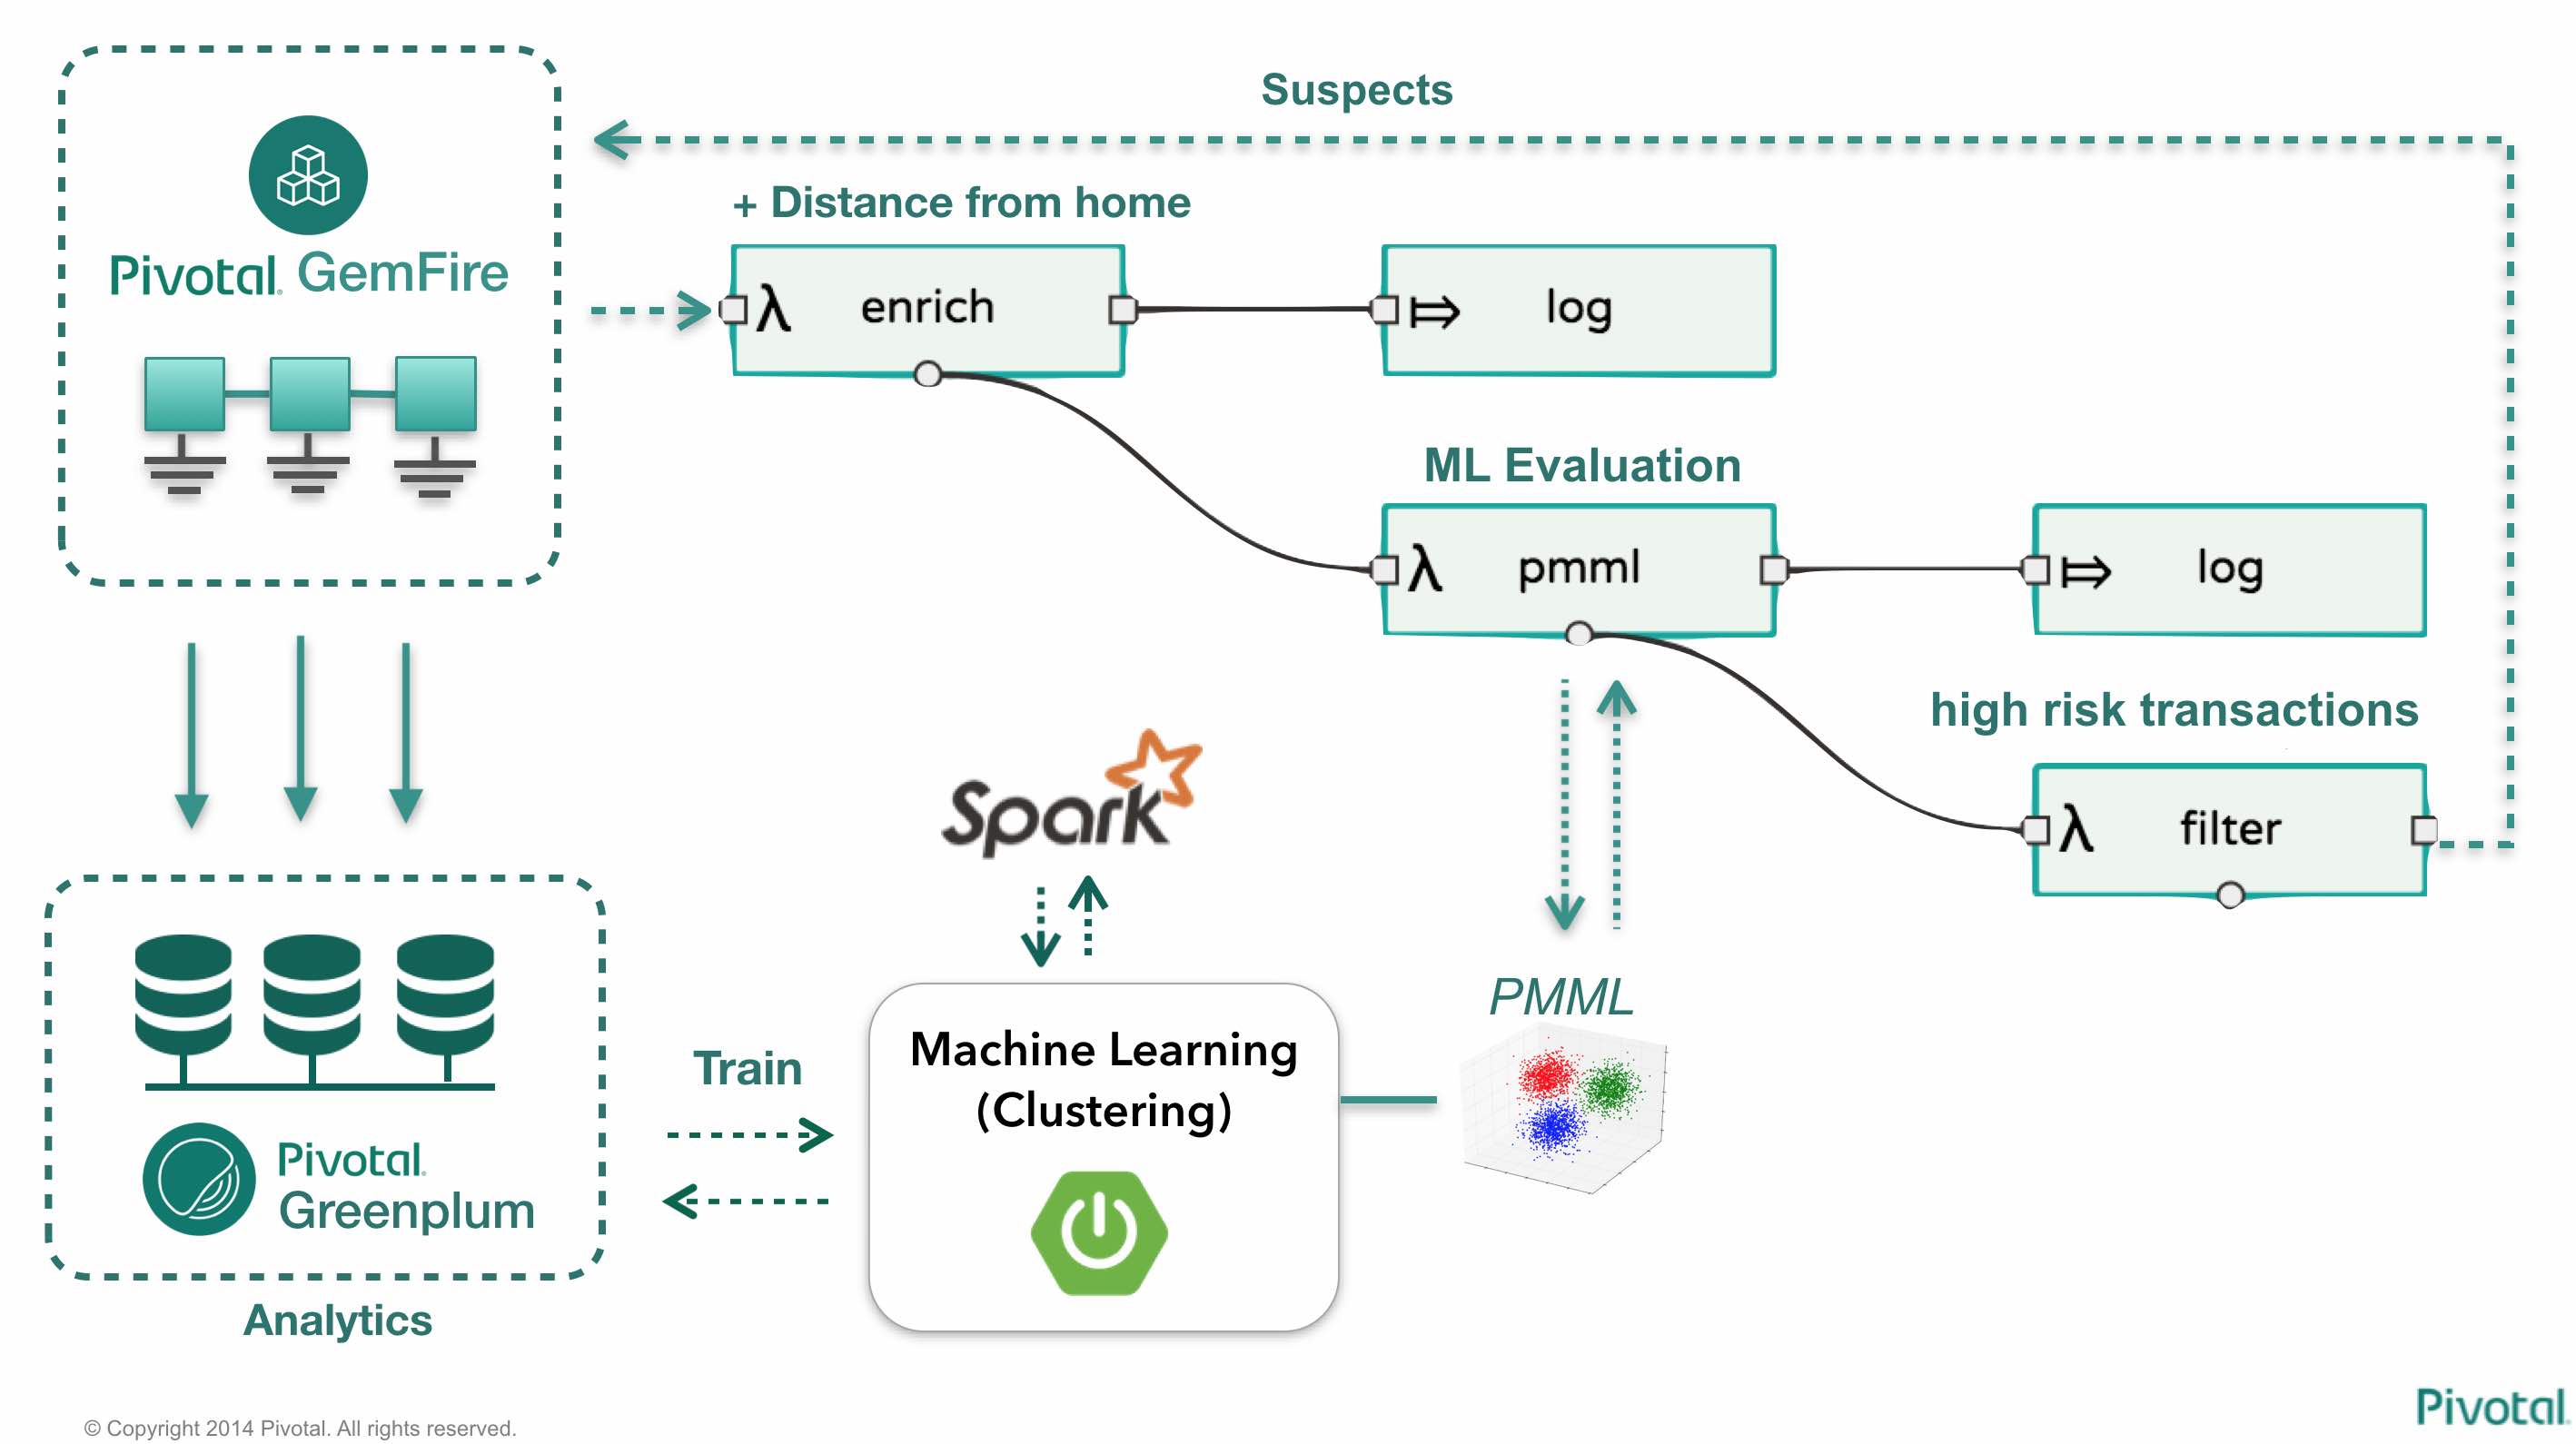 Suspects
+ Distance from home
Pivotal. GemFire
λ enrich
⤇ log
ML Evaluation
λ pmml
⤇ log
high risk transactions
λ filter
Spark
PMML
Machine Learning
(Clustering)
Train
Pivotal.
Greenplum
Analytics
© Copyright 2014 Pivotal. All rights reserved.
Pivotal.